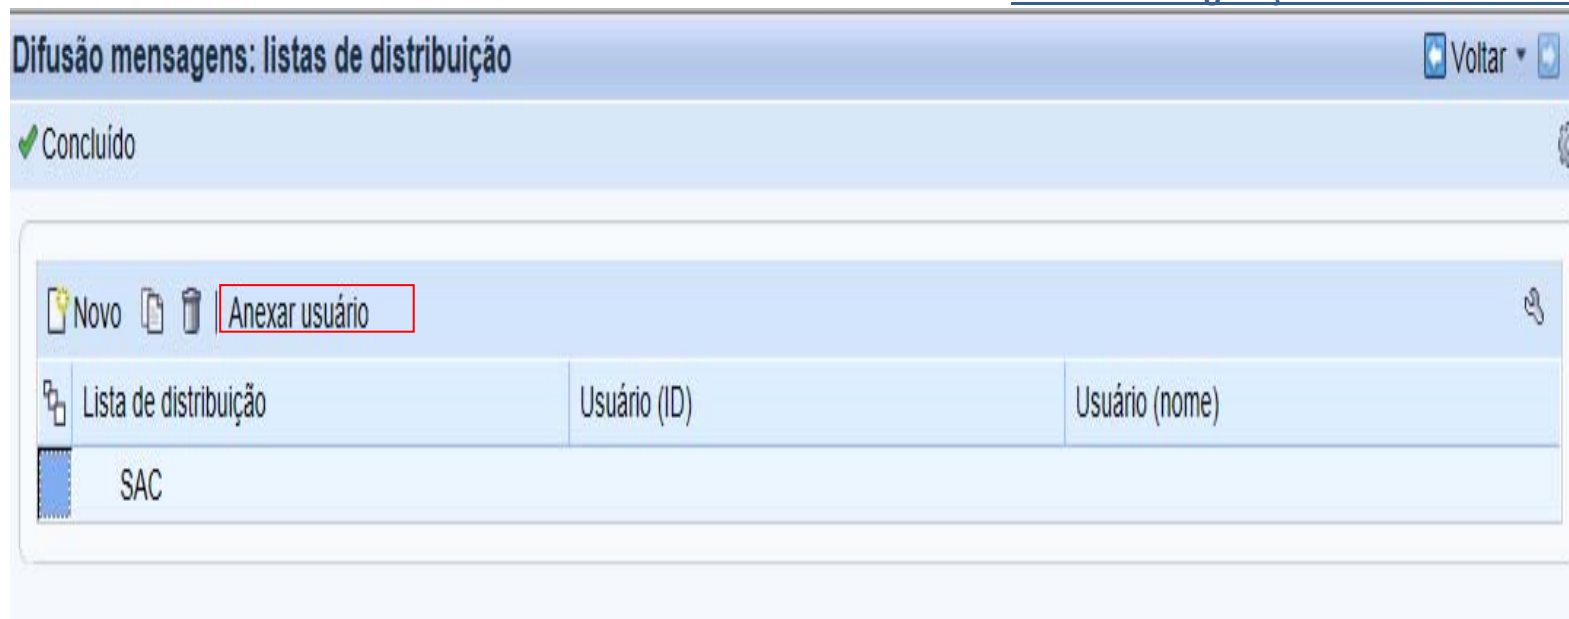 Difusão mensagens: listas de distribuição Voltar
Concluído
Novo Anexar usuário
Lista de distribuição Usuário (ID) Usuário (nome)
SAC